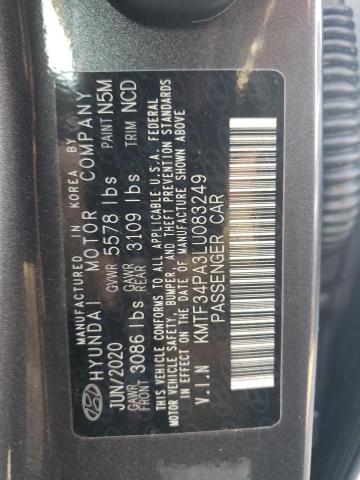 MANUFACTURED IN KOREA BY
HYUNDAI MOTOR COMPANY
JUN/2020 GVWR 5578 lbs PAINT N5M
GAWR FRONT 3086 lbs GAWR REAR 3109 lbs TRIM NCD
THIS VEHICLE CONFORMS TO ALL APPLICABLE U.S.A. FEDERAL
MOTOR VEHICLE SAFETY, BUMPER, AND THEFT PREVENTION STANDARDS
IN EFFECT ON THE DATE OF MANUFACTURE SHOWN ABOVE
V.I.N KMTF34PA3LU083249
PASSENGER CAR